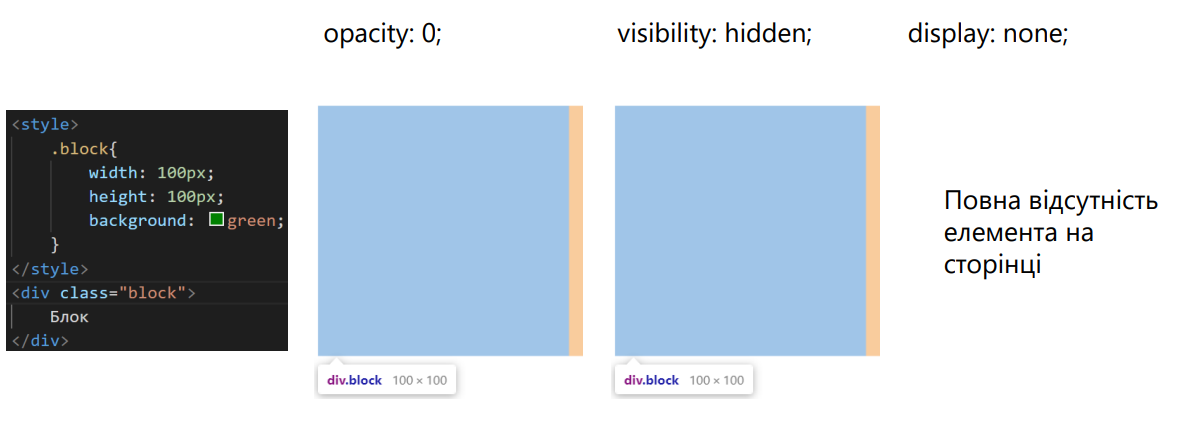 opacity: 0;
visibility: hidden;
display: none;
<style>
.block{
width: 100px;
height: 100px;
background: green;
}
</style>
<div class="block">
Блок
</div>
div.block 100 × 100
div.block 100 × 100
Повна відсутність
елемента на
сторінці